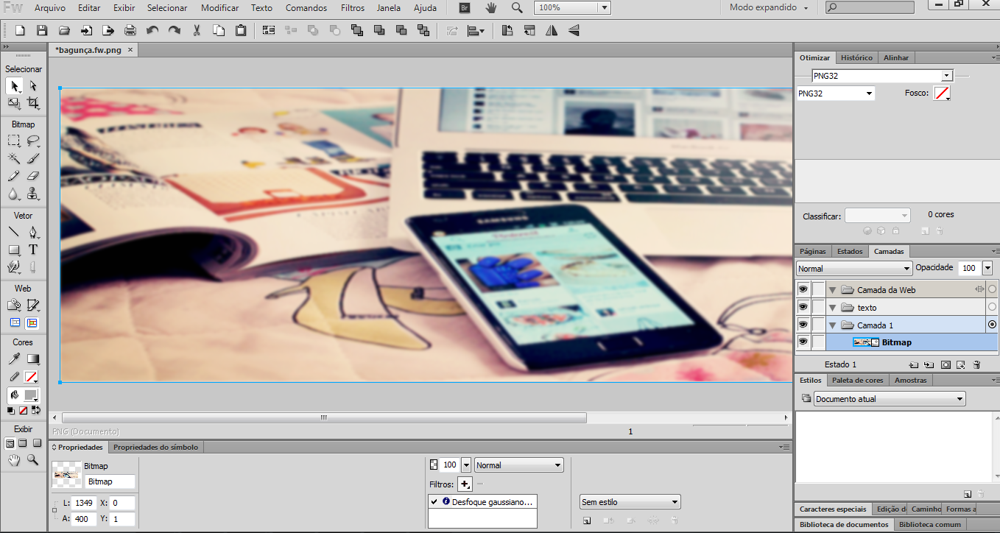 Fw Arquivo Editar Exibir Selecionar Modificar Texto Comandos Filtros Janela Ajuda Br 100% Modo expandido
*bagunça.fw.png ×
Selecionar
Bitmap
Vetor
T
Web
Cores
Exibir
SAMSUNG
PNG (Documento) 1
Propriedades Propriedades do símbolo
Bitmap
Bitmap
L: 1349 X: 0
A: 400 Y: 1
100 Normal
Filtros:
Desfoque gaussiano...
Sem estilo
Otimizar Histórico Alinhar
PNG32
PNG32 Fosco:
Classificar: 0 cores
Páginas Estados Camadas
Normal Opacidade 100
Camada da Web
texto
Camada 1
Bitmap
Estado 1
Estilos Paleta de cores Amostras
Documento atual
Caracteres especiais Edição d Caminho Formas a
Biblioteca de documentos Biblioteca comum